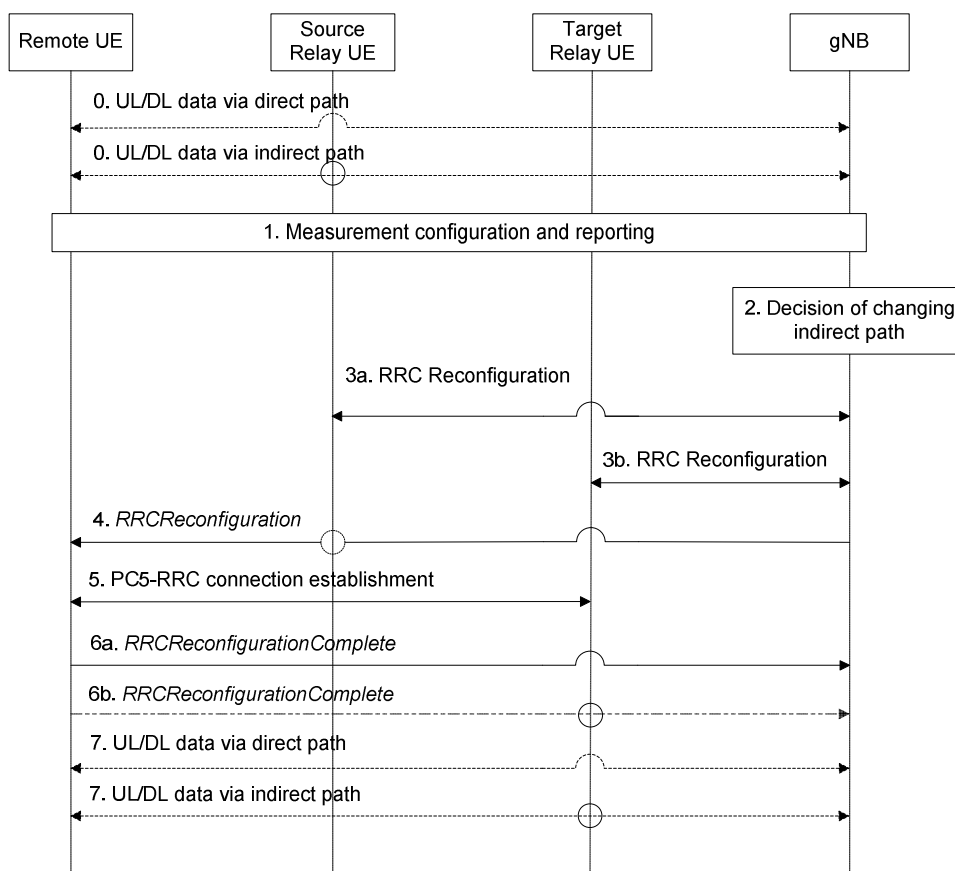 Remote UE
Source
Relay UE
Target
Relay UE
gNB
0. UL/DL data via direct path
0. UL/DL data via indirect path
1. Measurement configuration and reporting
2. Decision of changing
indirect path
3a. RRC Reconfiguration
3b. RRC Reconfiguration
4. RRCReconfiguration
5. PC5-RRC connection establishment
6a. RRCReconfigurationComplete
6b. RRCReconfigurationComplete
7. UL/DL data via direct path
7. UL/DL data via indirect path